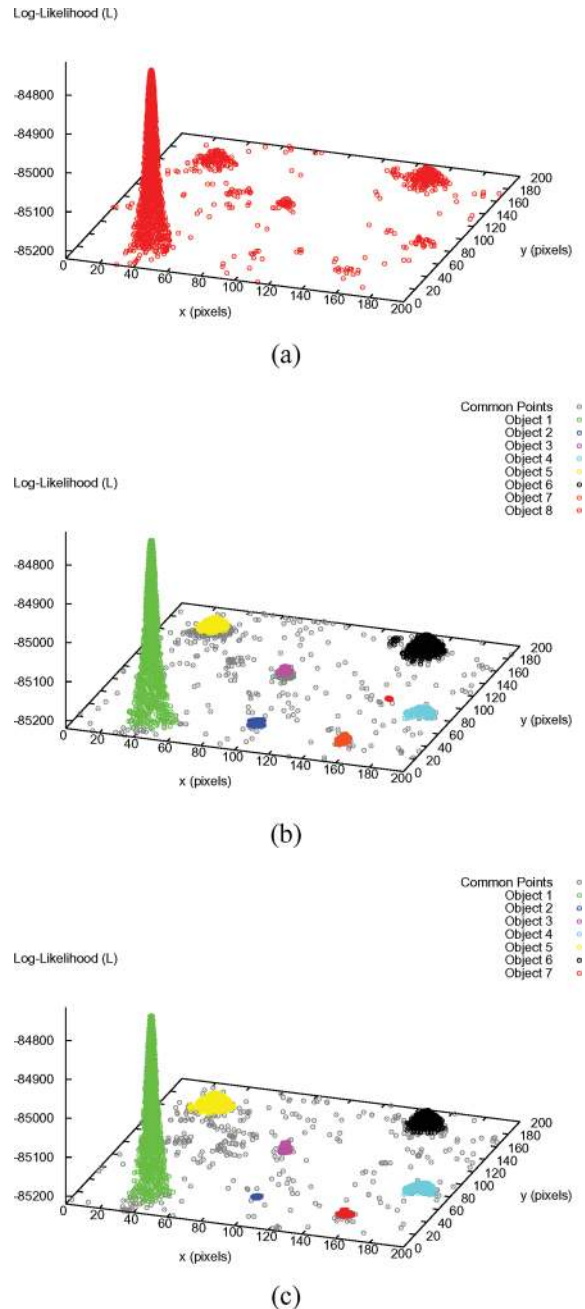 Log-Likelihood (L)
-84800
-84900
-85000
-85100
-85200
0
20
40
60
80
100
120
140
160
180
200
x (pixels)
0
20
40
60
80
100
120
140
160
180
200
y (pixels)
(a)
Common Points
Object 1
Object 2
Object 3
Object 4
Object 5
Object 6
Object 7
Object 8
Log-Likelihood (L)
-84800
-84900
-85000
-85100
-85200
0
20
40
60
80
100
120
140
160
180
200
x (pixels)
0
20
40
60
80
100
120
140
160
180
200
y (pixels)
(b)
Common Points
Object 1
Object 2
Object 3
Object 4
Object 5
Object 6
Object 7
Log-Likelihood (L)
-84800
-84900
-85000
-85100
-85200
0
20
40
60
80
100
120
140
160
180
200
x (pixels)
0
20
40
60
80
100
120
140
160
180
200
y (pixels)
(c)